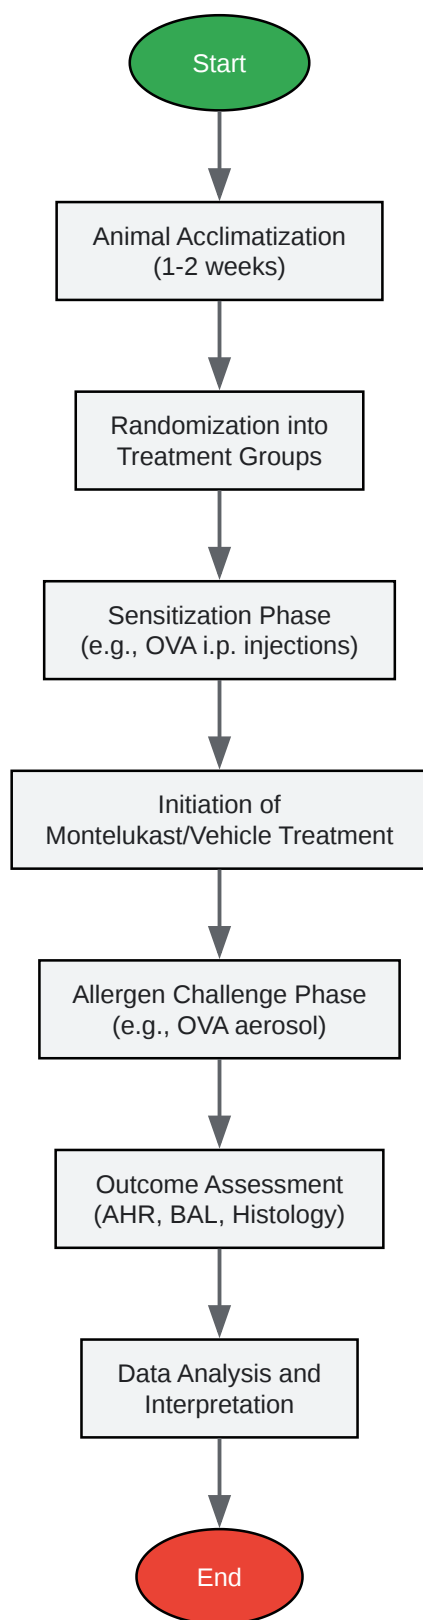 Start
Animal Acclimatization
(1-2 weeks)
Randomization into
Treatment Groups
Sensitization Phase
(e.g., OVA i.p. injections)
Initiation of
Montelukast/Vehicle Treatment
Allergen Challenge Phase
(e.g., OVA aerosol)
Outcome Assessment
(AHR, BAL, Histology)
Data Analysis and
Interpretation
End